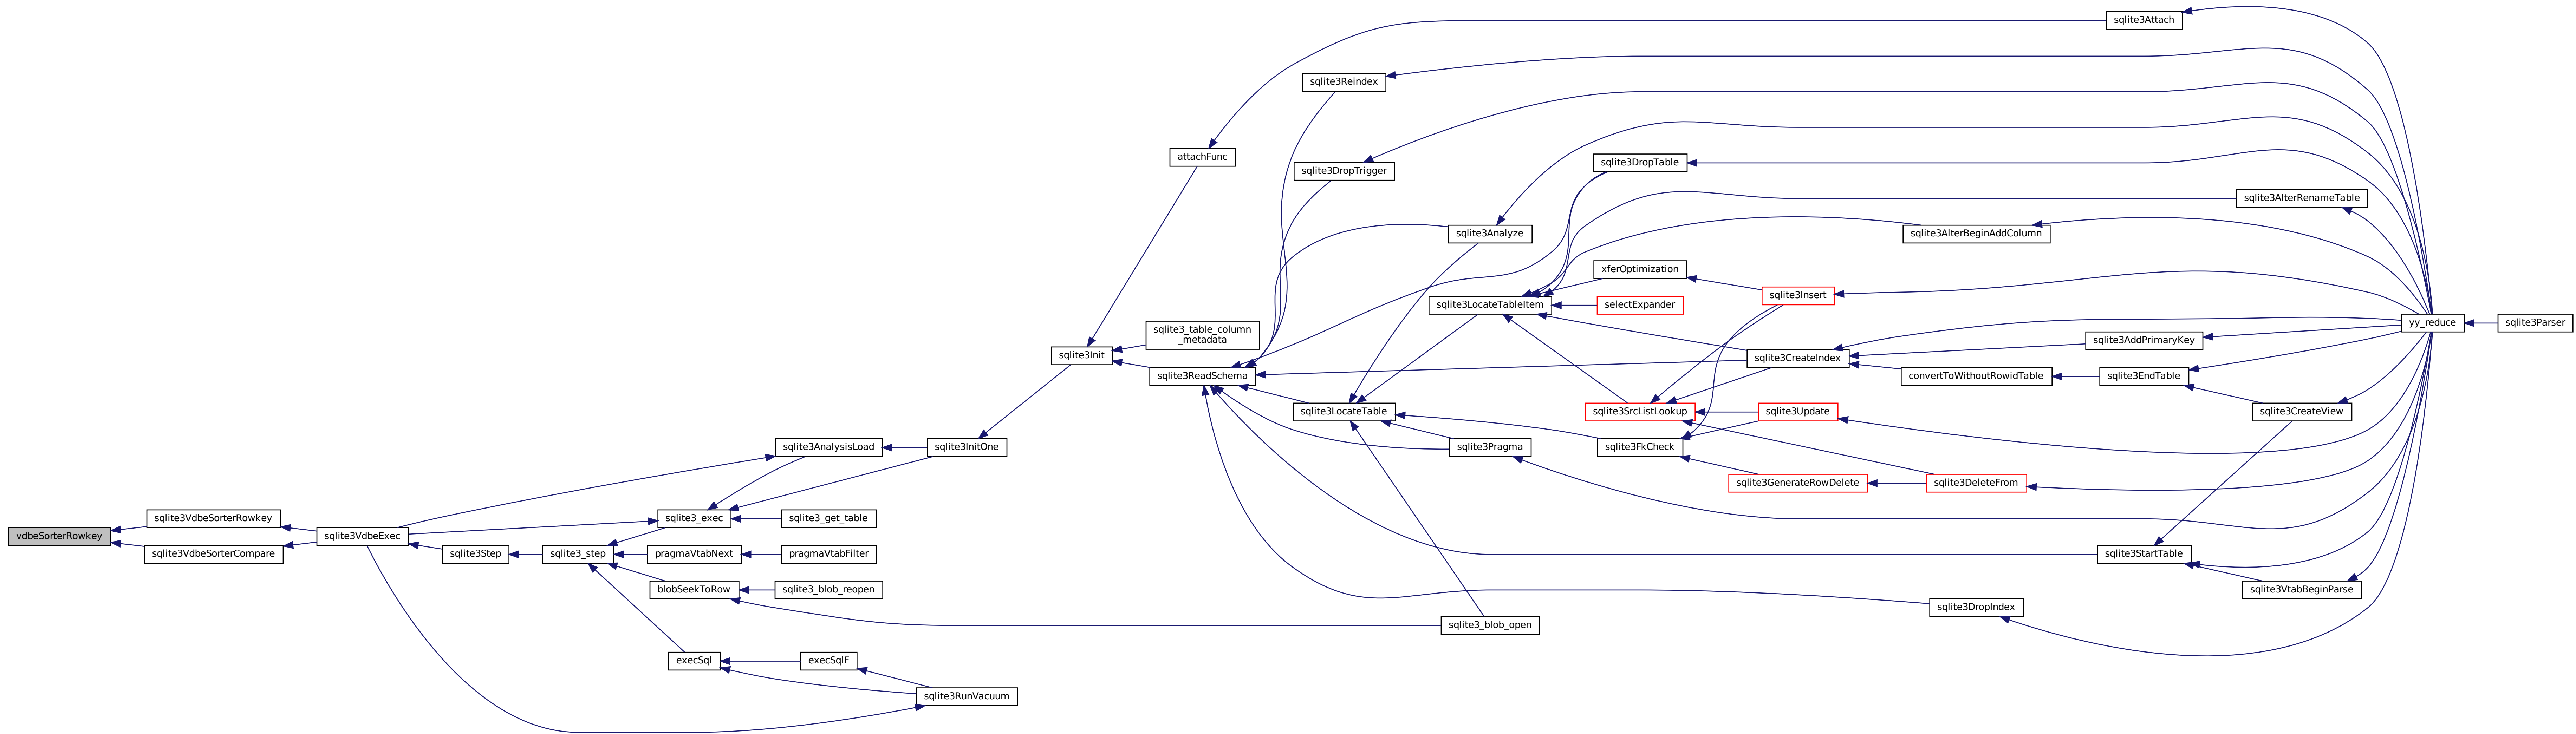 sqlite3Attach
sqlite3Reindex
attachFunc
sqlite3DropTrigger
sqlite3DropTable
sqlite3AlterRenameTable
sqlite3Analyze
sqlite3AlterBeginAddColumn
xferOptimization
sqlite3Insert
sqlite3LocateTableItem
selectExpander
yy_reduce
sqlite3Parser
sqlite3_table_column
_metadata
sqlite3AddPrimaryKey
sqlite3Init
sqlite3CreateIndex
sqlite3ReadSchema
convertToWithoutRowidTable
sqlite3EndTable
sqlite3LocateTable
sqlite3SrcListLookup
sqlite3Update
sqlite3CreateView
sqlite3AnalysisLoad
sqlite3InitOne
sqlite3Pragma
sqlite3FkCheck
sqlite3GenerateRowDelete
sqlite3DeleteFrom
sqlite3VdbeSorterRowkey
sqlite3_exec
sqlite3_get_table
vdbeSorterRowkey
sqlite3VdbeExec
sqlite3VdbeSorterCompare
sqlite3Step
sqlite3_step
pragmaVtabNext
pragmaVtabFilter
sqlite3StartTable
blobSeekToRow
sqlite3_blob_reopen
sqlite3VtabBeginParse
sqlite3DropIndex
sqlite3_blob_open
execSql
execSqlF
sqlite3RunVacuum